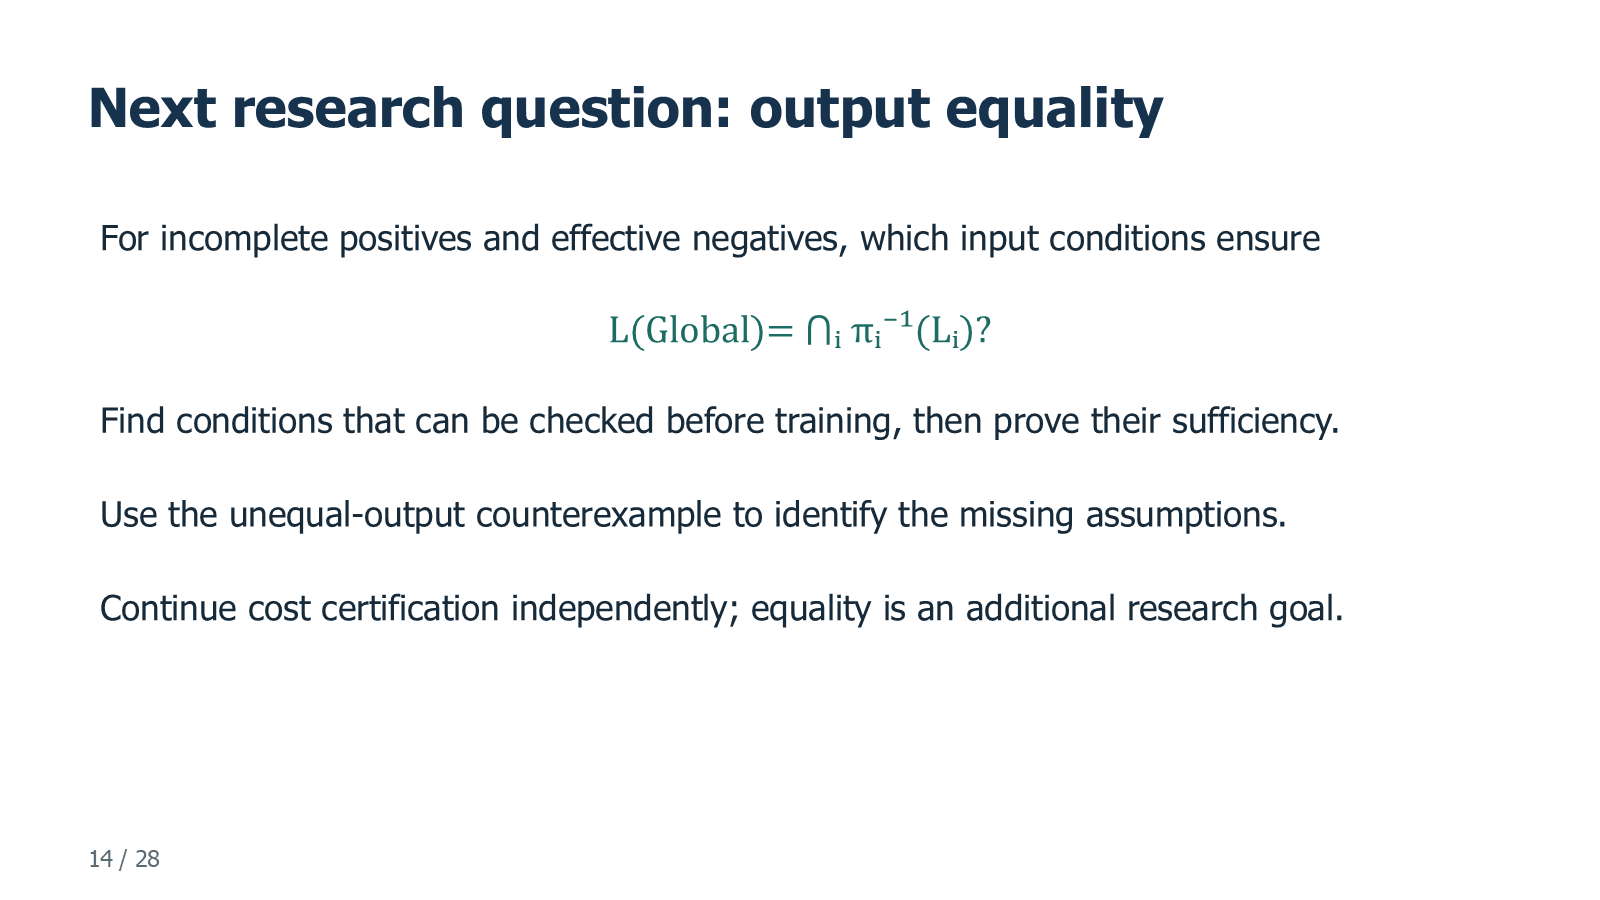 Next research question: output equality
For incomplete positives and effective negatives, which input conditions ensure
L(Global)= ⋂ᵢ πᵢ⁻¹(Lᵢ)?
Find conditions that can be checked before training, then prove their sufficiency.
Use the unequal-output counterexample to identify the missing assumptions.
Continue cost certification independently; equality is an additional research goal.
14 / 28